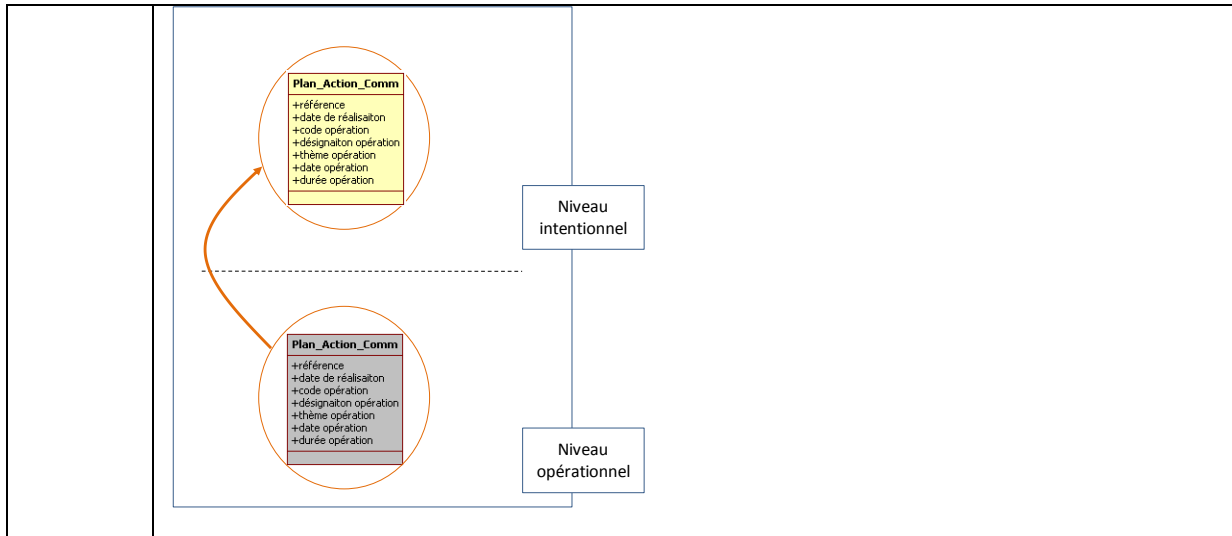 Plan_Action_Comm
+référence
+date de réalisaiton
+code opération
+désignaiton opération
+thème opération
+date opération
+durée opération
Niveau
intentionnel
Plan_Action_Comm
+référence
+date de réalisaiton
+code opération
+désignaiton opération
+thème opération
+date opération
+durée opération
Niveau
opérationnel